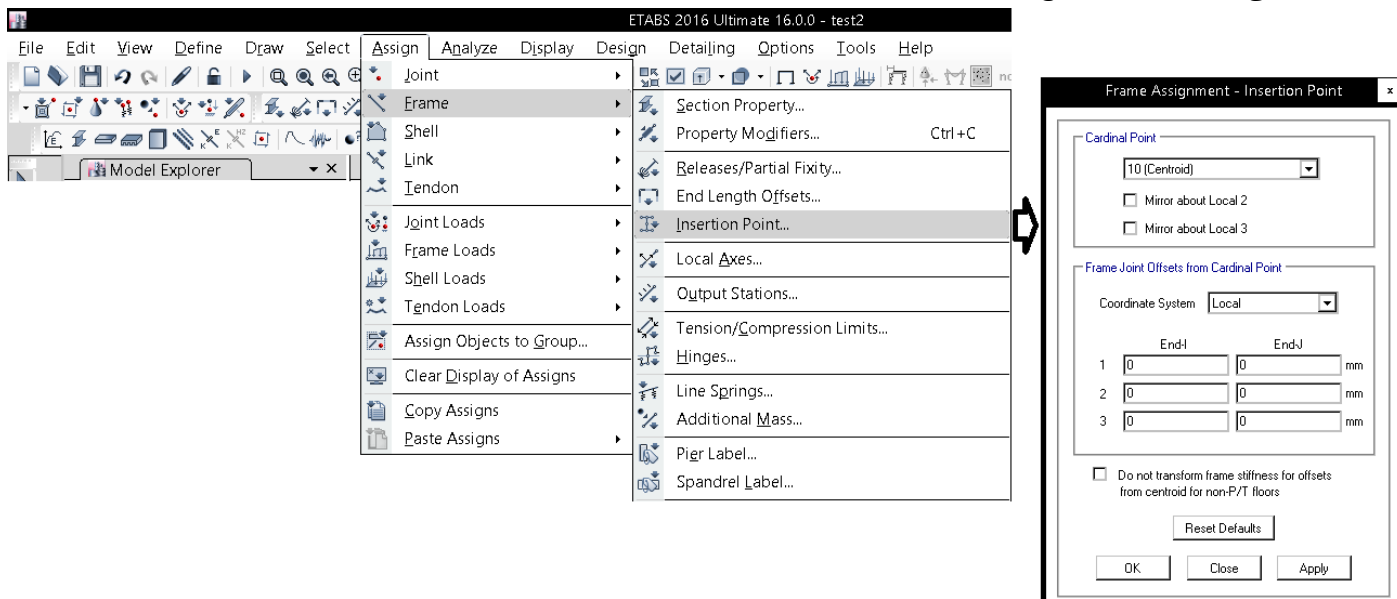 ETABS 2016 Ultimate 16.0.0 - test2
File Edit View Define Draw Select Assign Analyze Display Design Detailing Options Tools Help
Model Explorer
Joint
Frame
Shell
Link
Tendon
Joint Loads
Frame Loads
Shell Loads
Tendon Loads
Assign Objects to Group...
Clear Display of Assigns
Copy Assigns
Paste Assigns
Section Property...
Property Modifiers... Ctrl+C
Releases/Partial Fixity...
End Length Offsets...
Insertion Point...
Local Axes...
Output Stations...
Tension/Compression Limits...
Hinges...
Line Springs...
Additional Mass...
Pier Label...
Spandrel Label...
Frame Assignment - Insertion Point x
Cardinal Point
10 (Centroid)
Mirror about Local 2
Mirror about Local 3
Frame Joint Offsets from Cardinal Point
Coordinate System Local
End-I End-J
1 0 0 mm
2 0 0 mm
3 0 0 mm
Do not transform frame stiffness for offsets
from centroid for non-P/T floors
Reset Defaults
OK Close Apply